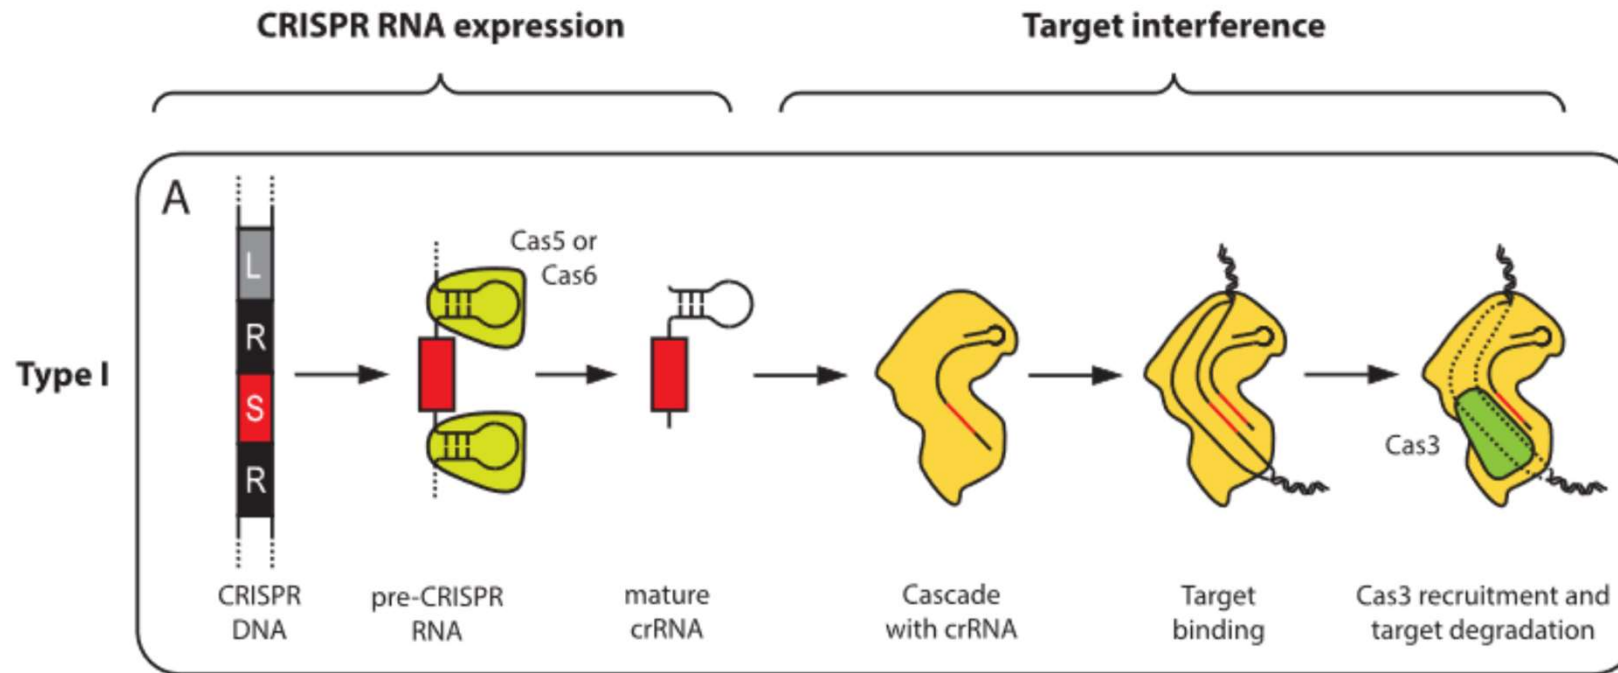 CRISPR RNA expression
Target interference
A
Type I
L
R
S
R
Cas5 or
Cas6
Cas3
CRISPR
DNA
pre-CRISPR
RNA
mature
crRNA
Cascade
with crRNA
Target
binding
Cas3 recruitment and
target degradation